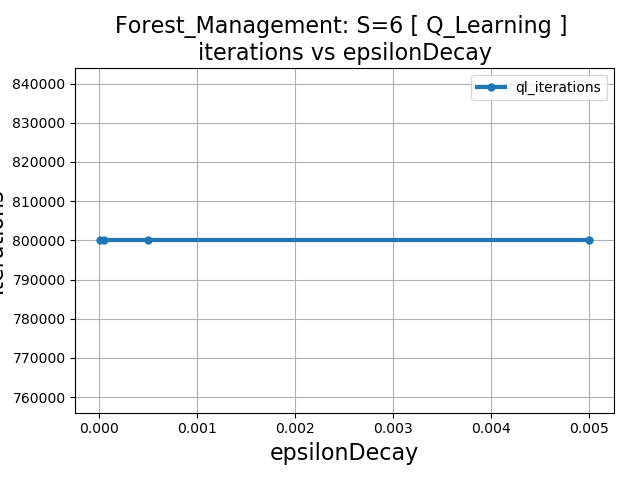 Forest_Management: S=6 [ Q_Learning ]
iterations vs epsilonDecay
ql_iterations
840000
830000
820000
810000
800000
790000
780000
770000
760000
iterations
0.000 0.001 0.002 0.003 0.004 0.005
epsilonDecay